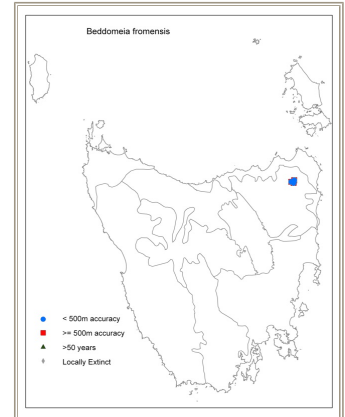 Beddomeia fromensis
< 500m accuracy
>= 500m accuracy
>50 years
Locally Extinct